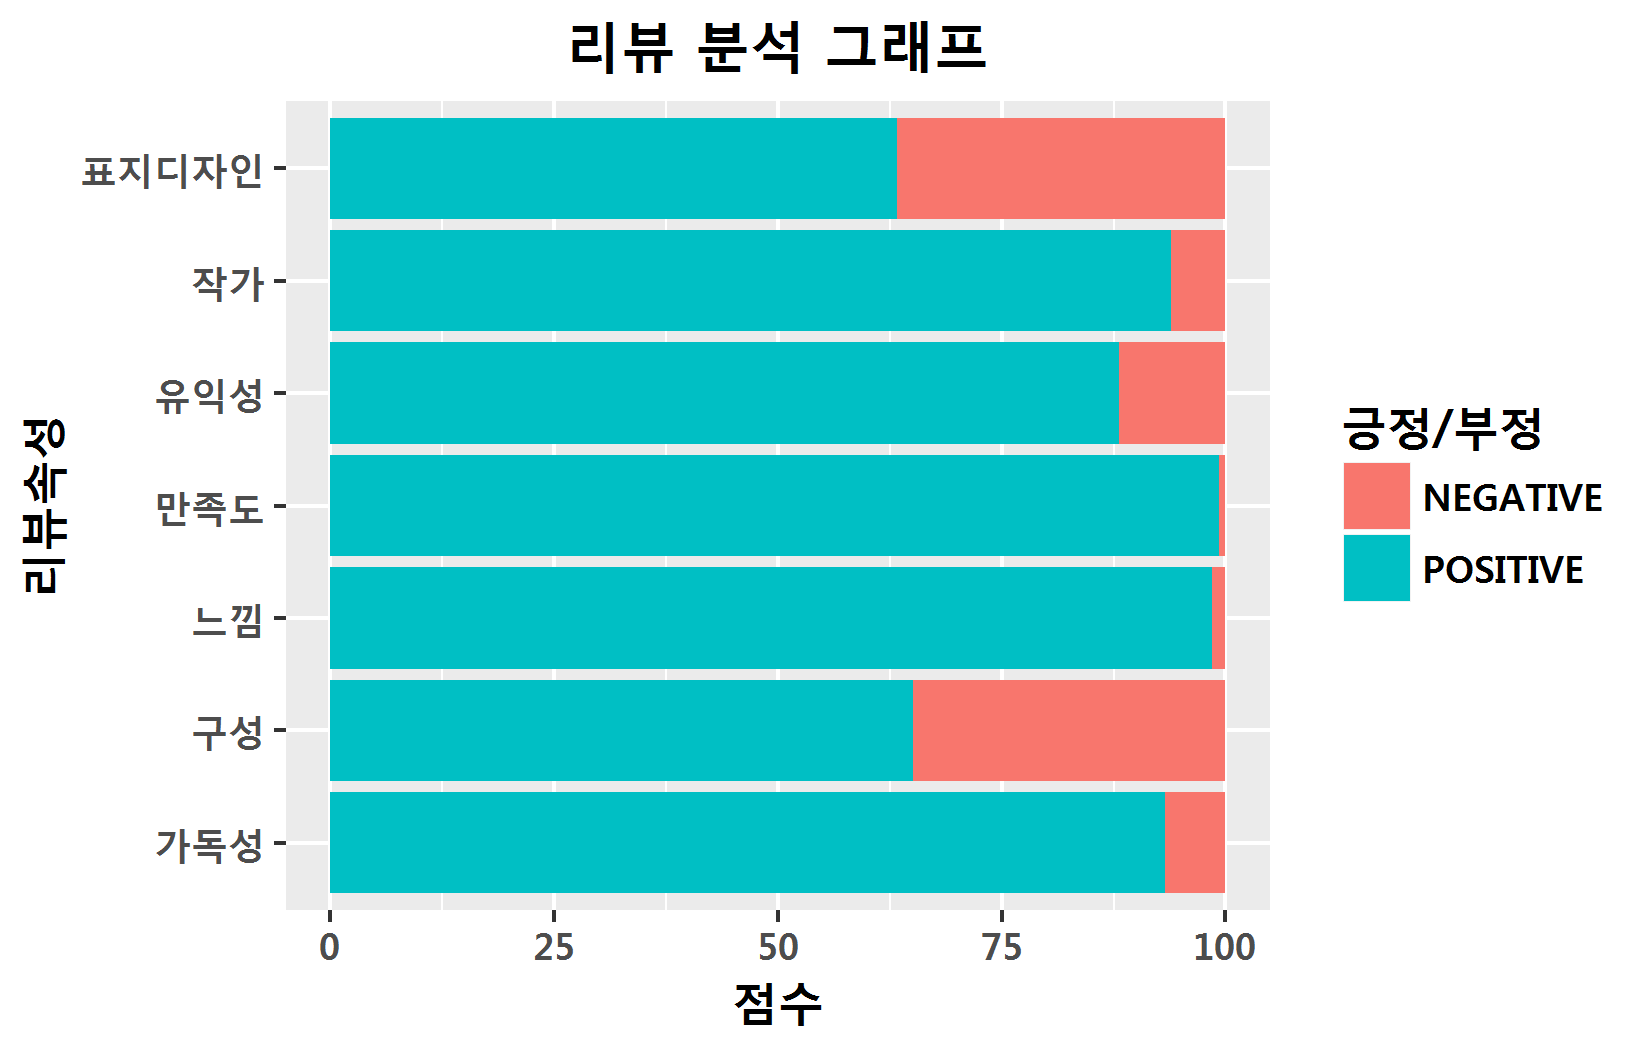 리뷰 분석 그래프
표지디자인
작가
유익성
만족도
느낌
구성
가독성
리뷰속성
0 25 50 75 100
점수
긍정/부정
NEGATIVE
POSITIVE